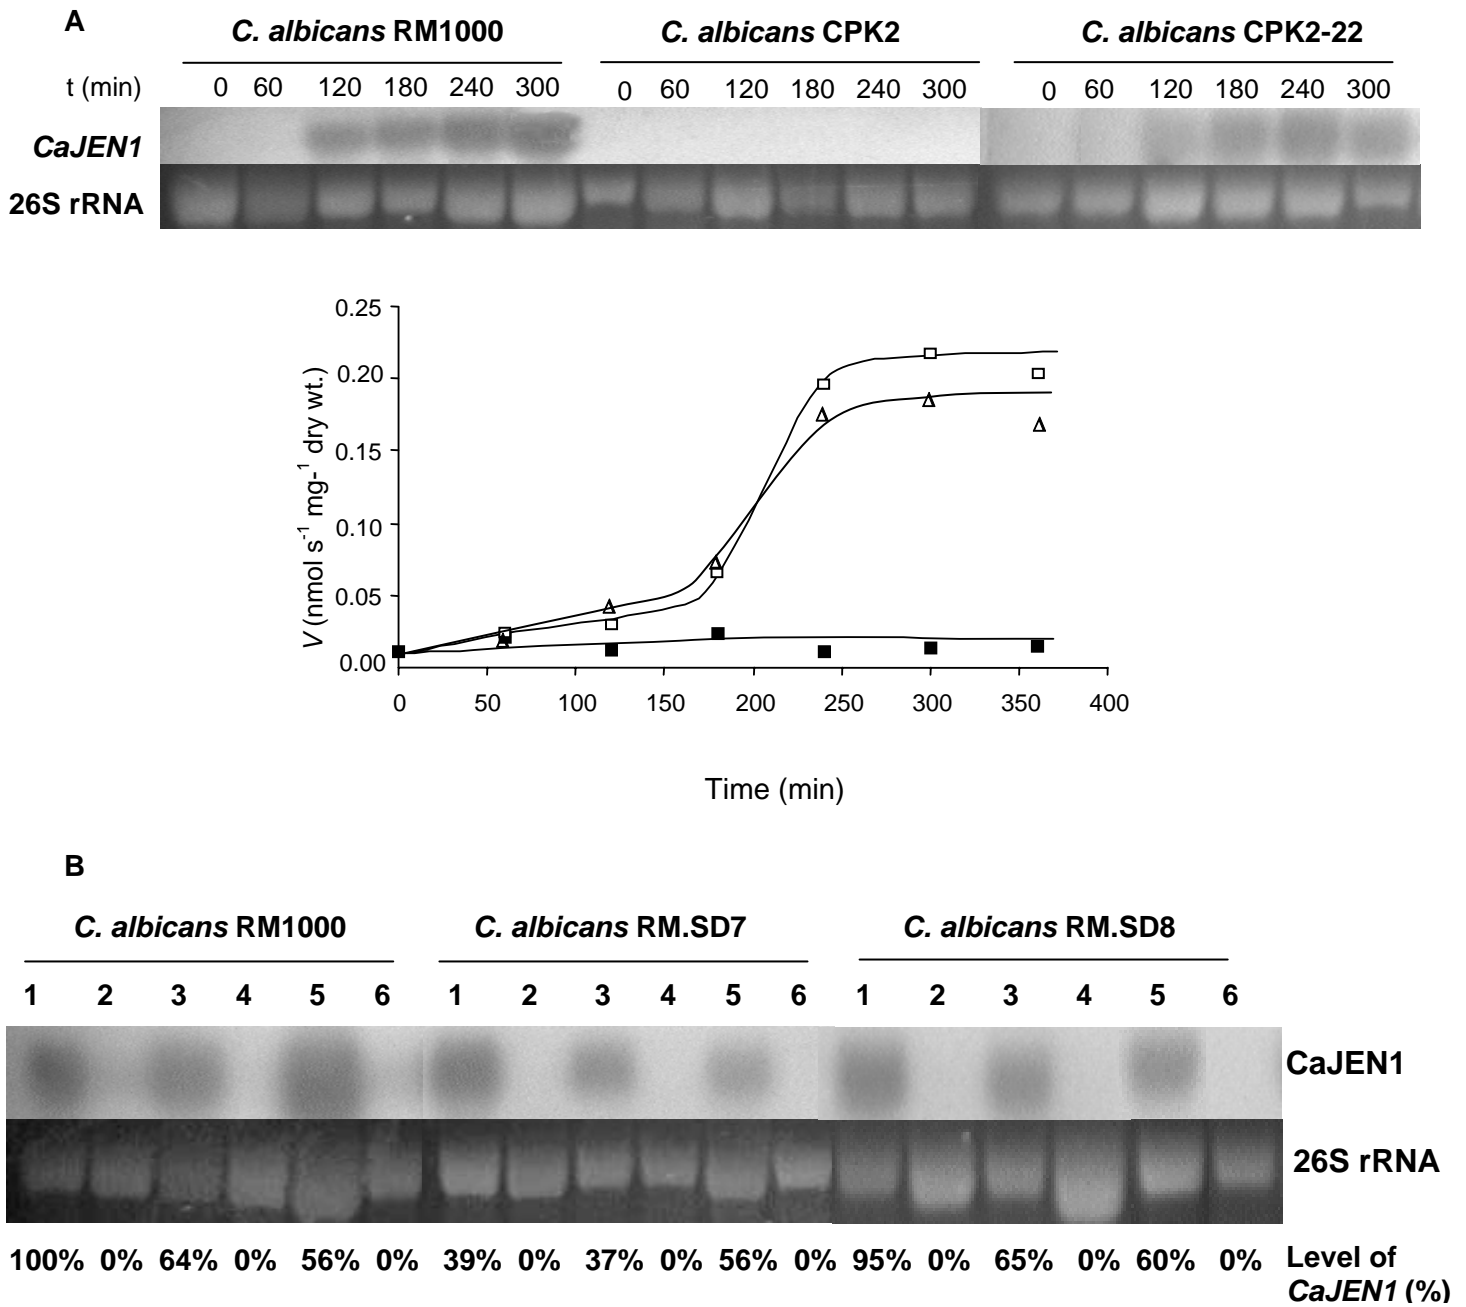 A
C. albicans RM1000 C. albicans CPK2 C. albicans CPK2-22
t (min) 0 60 120 180 240 300 0 60 120 180 240 300 0 60 120 180 240 300
CaJEN1
26S rRNA
0.25
0.20
0.15
0.10
0.05
0.00
V (nmol s-1 mg-1 dry wt.)
0 50 100 150 200 250 300 350 400
Time (min)
B
C. albicans RM1000 C. albicans RM.SD7 C. albicans RM.SD8
1 2 3 4 5 6 1 2 3 4 5 6 1 2 3 4 5 6
CaJEN1
26S rRNA
100% 0% 64% 0% 56% 0% 39% 0% 37% 0% 56% 0% 95% 0% 65% 0% 60% 0% Level of
CaJEN1 (%)